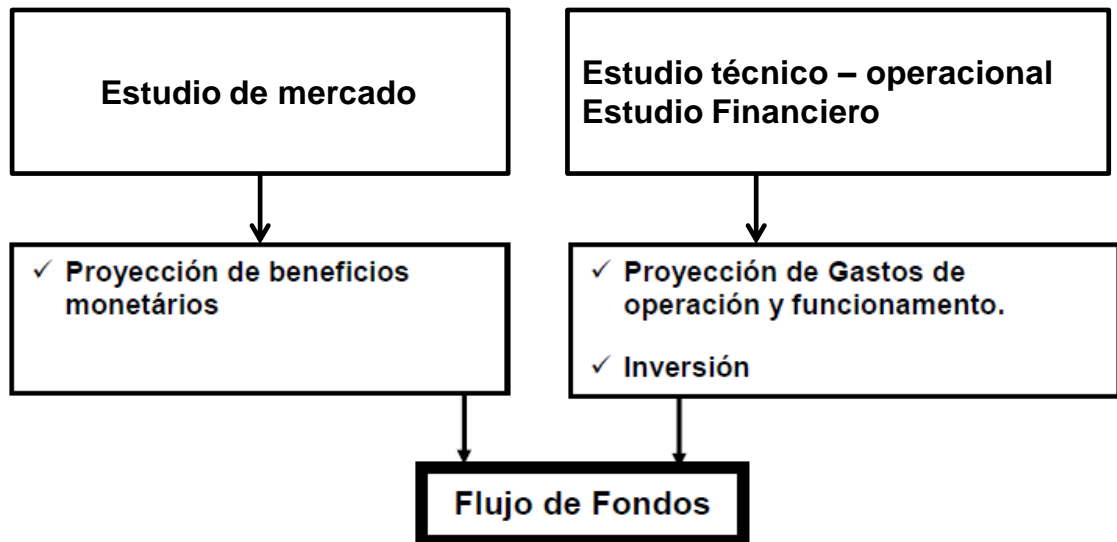 Estudio de mercado
Estudio técnico – operacional
Estudio Financiero
✓ Proyección de beneficios
monetários
✓ Proyección de Gastos de
operación y funcionamento.
✓ Inversión
Flujo de Fondos